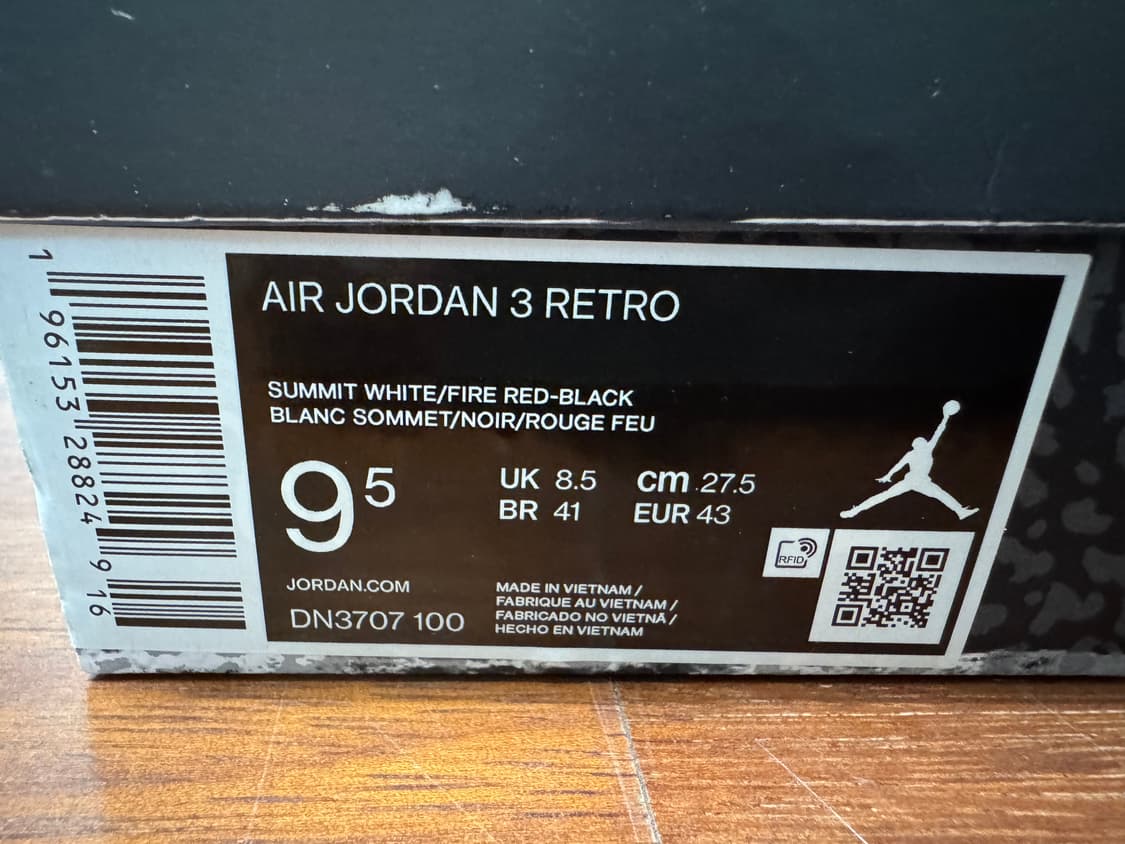 AIR JORDAN 3 RETRO
SUMMIT WHITE/FIRE RED-BLACK
BLANC SOMMET/NOIR/ROUGE FEU
9 5
UK 8.5 cm 27.5
BR 41 EUR 43
RFID
JORDAN.COM
DN3707 100
MADE IN VIETNAM /
FABRIQUE AU VIETNAM /
FABRICADO NO VIETNÃ /
HECHO EN VIETNAM
1 96153 28824 9 16